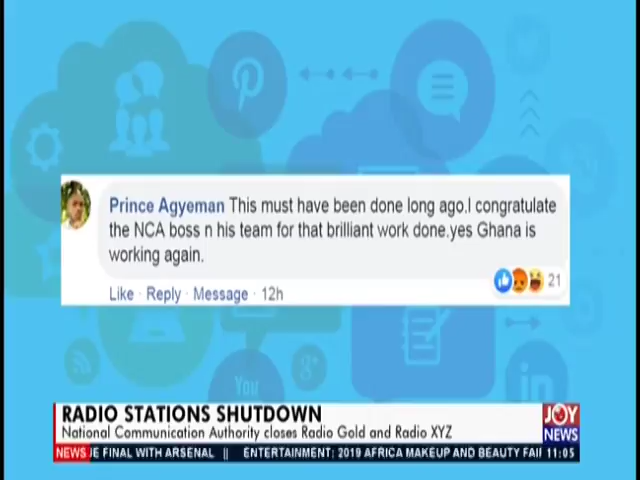 Prince Agyeman This must have been done long ago.I congratulate
the NCA boss n his team for that brilliant work done.yes Ghana is
working again.
Like · Reply · Message · 12h
21
You
g+
in
RADIO STATIONS SHUTDOWN
National Communication Authority closes Radio Gold and Radio XYZ
JOY
NEWS
NEWS JE FINAL WITH ARSENAL || ENTERTAINMENT: 2019 AFRICA MAKEUP AND BEAUTY FAI 11:05